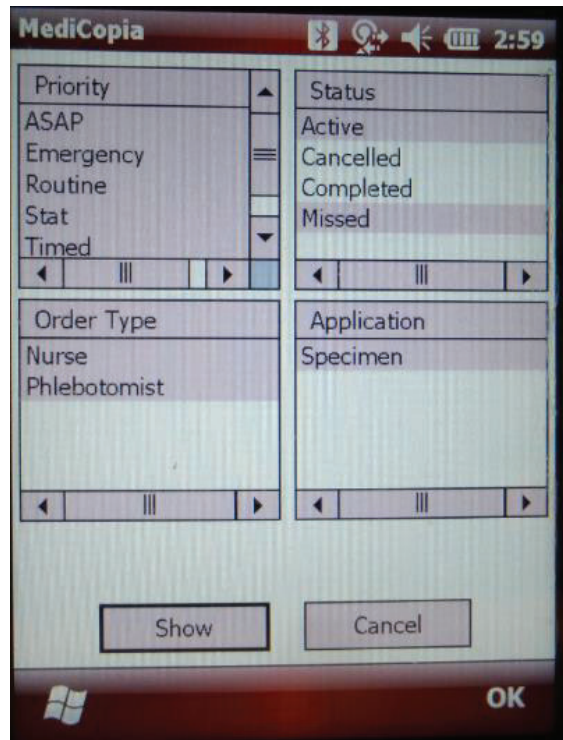 MediCopia 2:59
Priority
ASAP
Emergency
Routine
Stat
Timed
Status
Active
Cancelled
Completed
Missed
Order Type
Nurse
Phlebotomist
Application
Specimen
Show
Cancel
OK